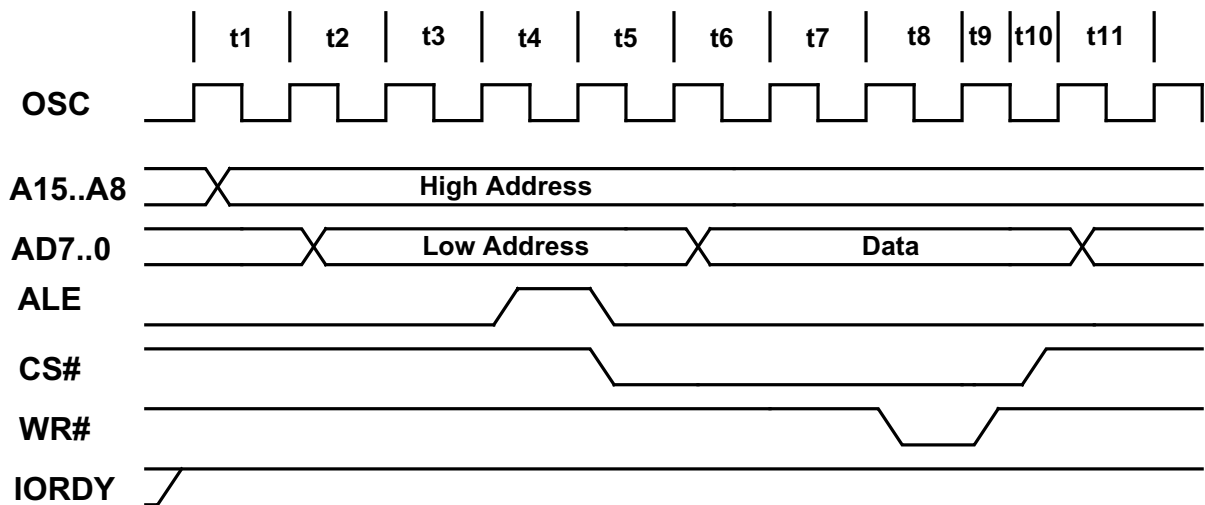 t1 t2 t3 t4 t5 t6 t7 t8 t9 t10 t11
OSC
A15..A8 High Address
AD7..0 Low Address Data
ALE
CS#
WR#
IORDY